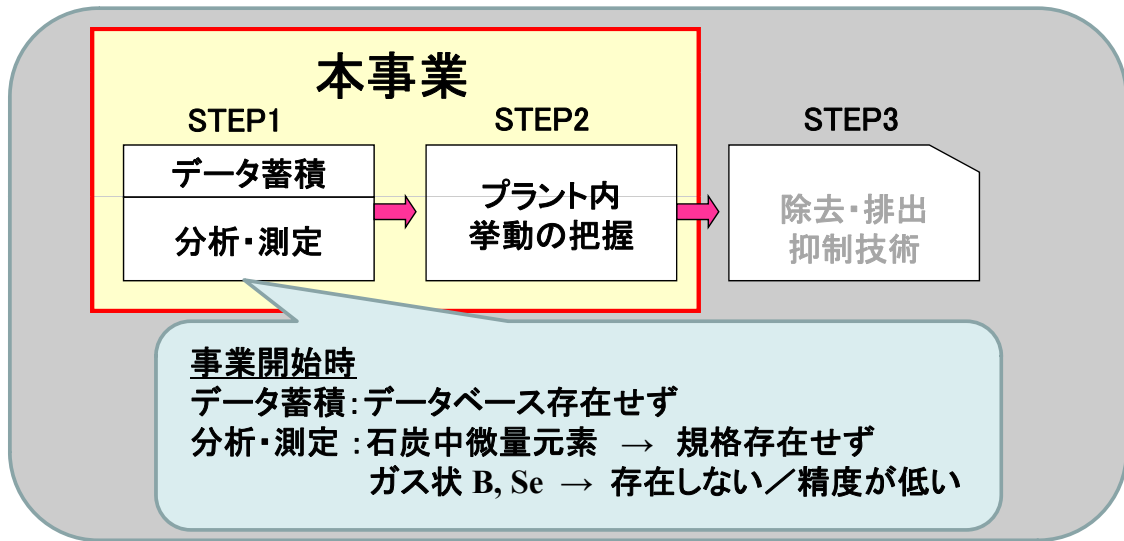 本事業
STEP1
データ蓄積
分析・測定
STEP2
プラント内
挙動の把握
STEP3
除去・排出
抑制技術
事業開始時
データ蓄積：データベース存在せず
分析・測定：石炭中微量元素 → 規格存在せず
ガス状 B, Se → 存在しない／精度が低い